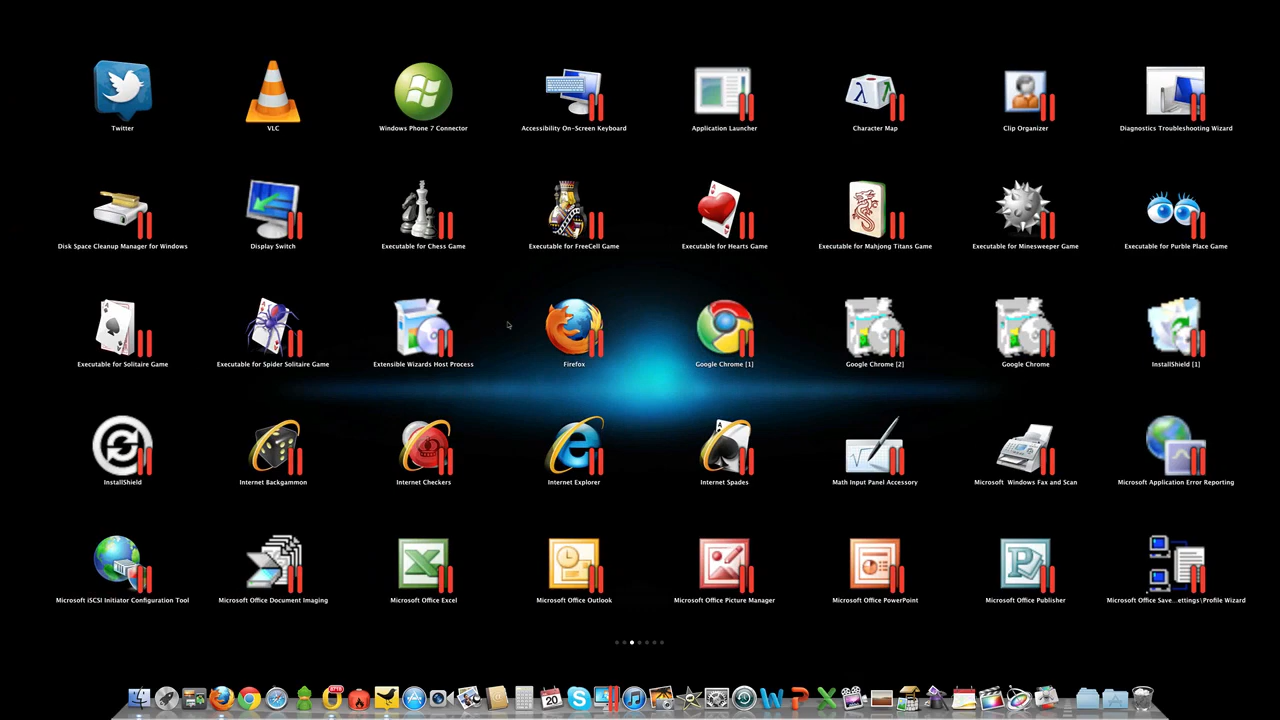 Twitter
VLC
Windows Phone 7 Connector
Accessibility On-Screen Keyboard
Application Launcher
Character Map
Clip Organizer
Diagnostics Troubleshooting Wizard
Disk Space Cleanup Manager for Windows
Display Switch
Executable for Chess Game
Executable for FreeCell Game
Executable for Hearts Game
Executable for Mahjong Titans Game
Executable for Minesweeper Game
Executable for Purble Place Game
Executable for Solitaire Game
Executable for Spider Solitaire Game
Extensible Wizards Host Process
Firefox
Google Chrome [1]
Google Chrome [2]
Google Chrome
InstallShield [1]
InstallShield
Internet Backgammon
Internet Checkers
Internet Explorer
Internet Spades
Math Input Panel Accessory
Microsoft  Windows Fax and Scan
Microsoft Application Error Reporting
Microsoft iSCSI Initiator Configuration Tool
Microsoft Office Document Imaging
Microsoft Office Excel
Microsoft Office Outlook
Microsoft Office Picture Manager
Microsoft Office PowerPoint
Microsoft Office Publisher
Microsoft Office Save...ettings\Profile Wizard
20